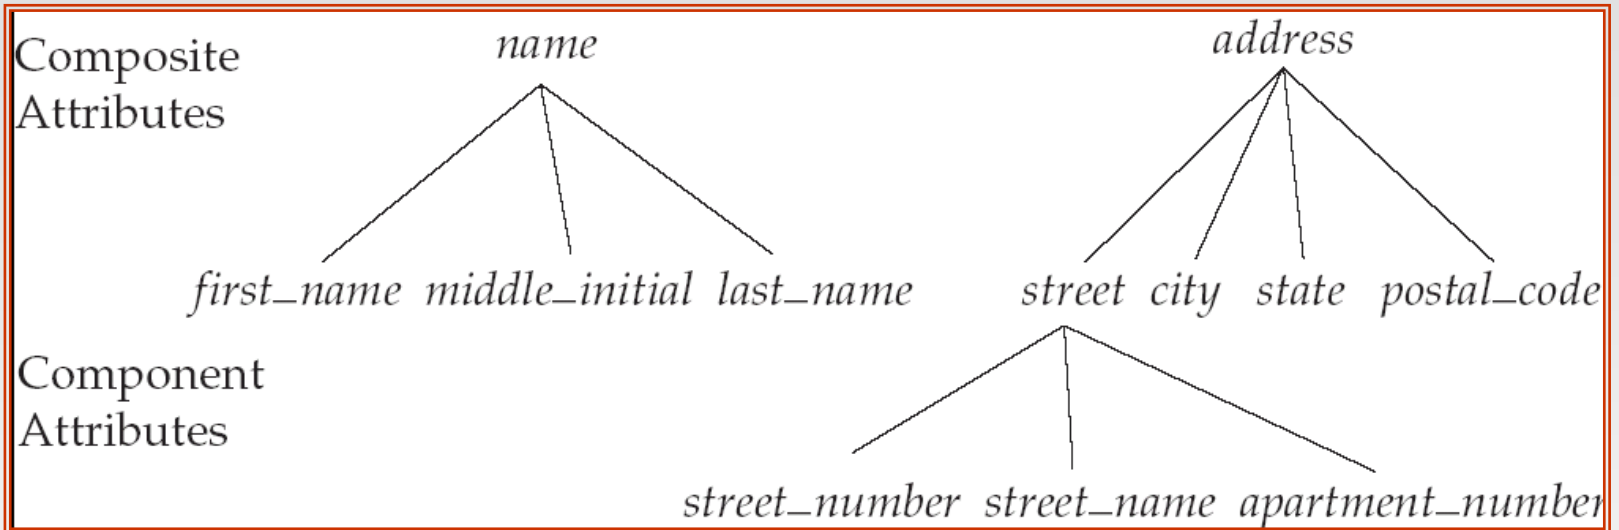 Composite
Attributes
name
address
first_name middle_initial last_name
street city state postal_code
Component
Attributes
street_number street_name apartment_number